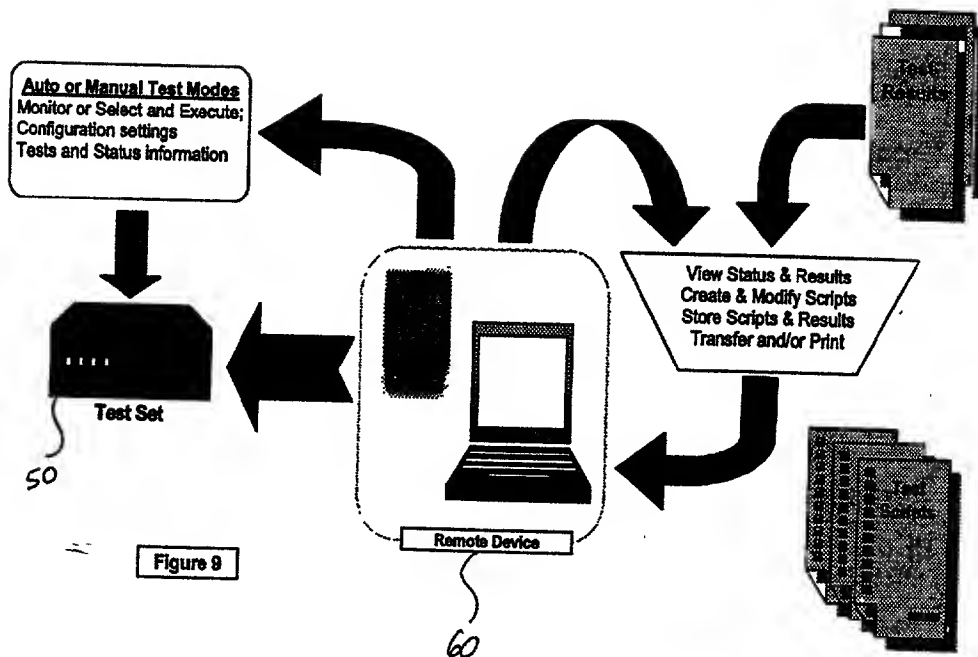 Auto or Manual Test Modes
Monitor or Select and Execute;
Configuration settings
Tests and Status information
Test
Results
View Status & Results
Create & Modify Scripts
Store Scripts & Results
Transfer and/or Print
Test Set
50
Test
Scripts
Remote Device
Figure 9
60